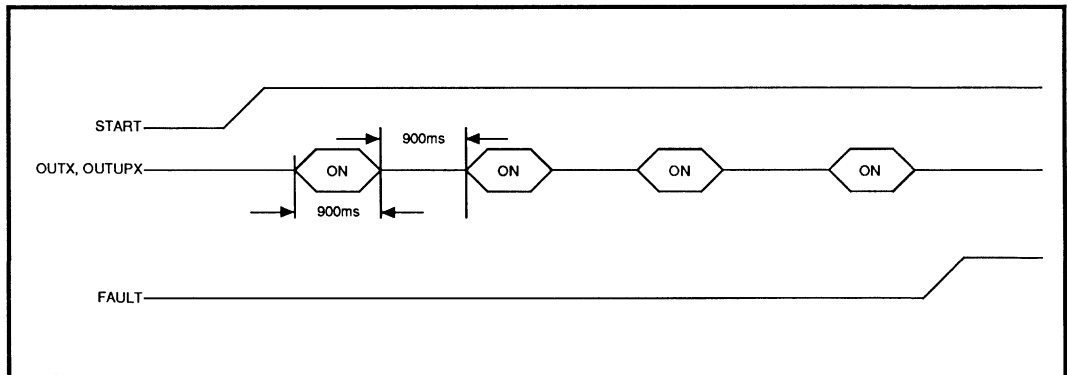 START
900ms
OUTX, OUTUPX
ON ON ON ON
900ms
FAULT